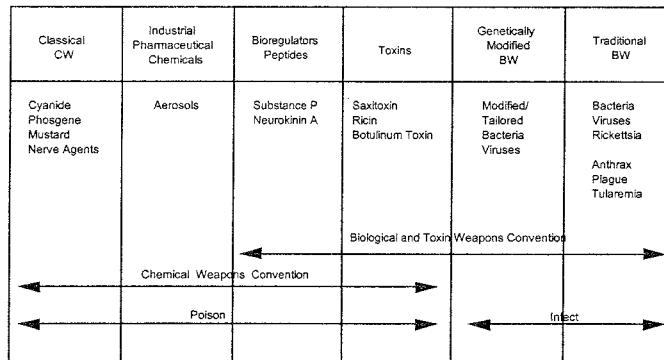 Classical
CW
Industrial
Pharmaceutical
Chemicals
Bioregulators
Peptides
Toxins
Genetically
Modified
BW
Traditional
BW
Cyanide
Phosgene
Mustard
Nerve Agents
Aerosols
Substance P
Neurokinin A
Saxitoxin
Ricin
Botulinum Toxin
Modified/
Tailored
Bacteria
Viruses
Bacteria
Viruses
Rickettsia
Anthrax
Plague
Tularemia
Biological and Toxin Weapons Convention
Chemical Weapons Convention
Poison
Infect